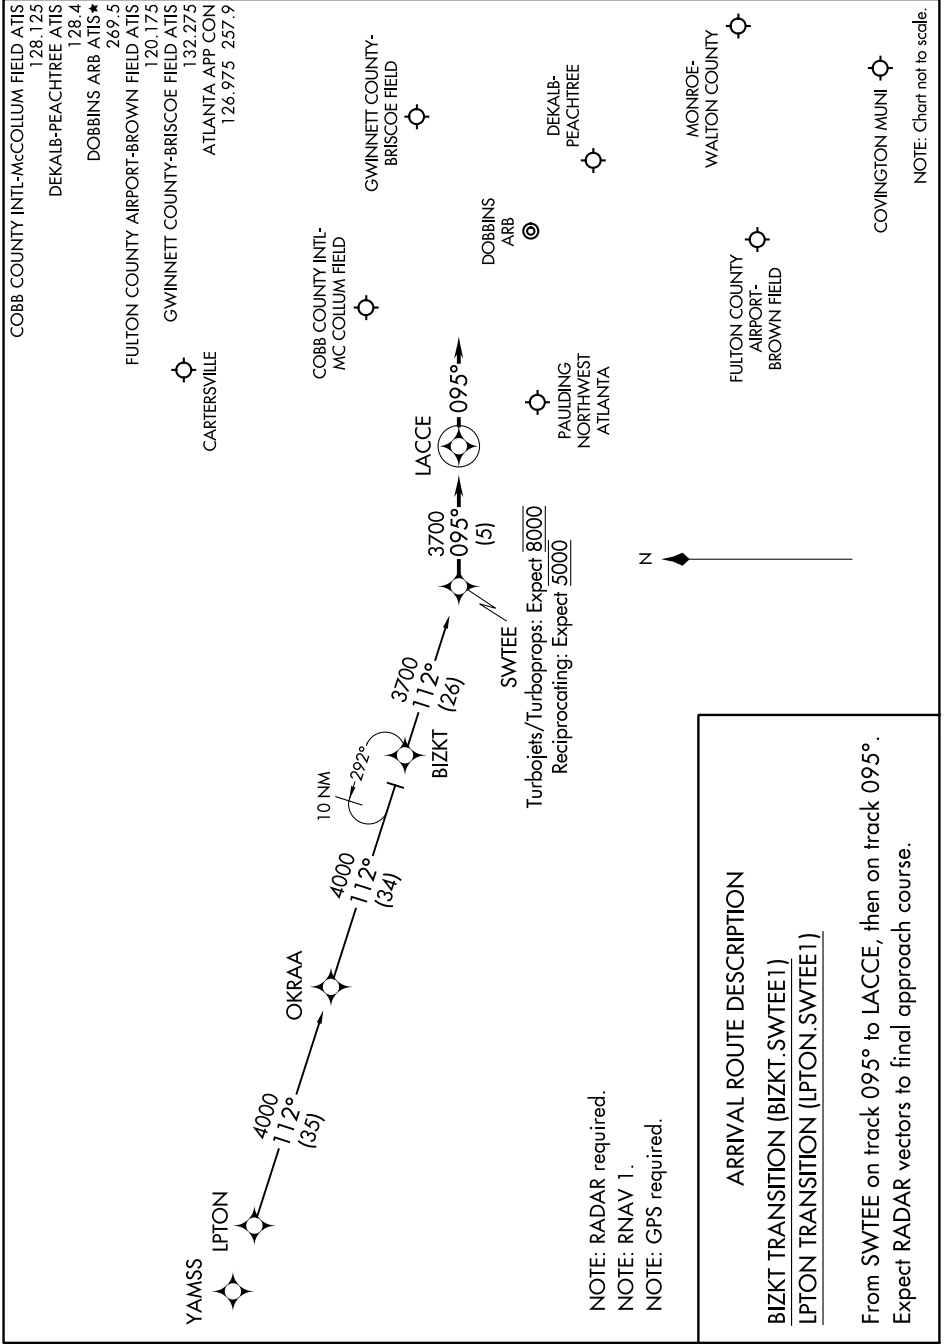 COBB COUNTY INTL-McCOLLUM FIELD ATIS
128.125
DEKALB-PEACHTREE ATIS
128.4
DOBBINS ARB ATIS★
269.5
FULTON COUNTY AIRPORT-BROWN FIELD ATIS
120.175
GWINNETT COUNTY-BRISCOE FIELD ATIS
132.275
ATLANTA APP CON
126.975 257.9
CARTERSVILLE
COBB COUNTY INTL-
MC COLLUM FIELD
GWINNETT COUNTY-
BRISCOE FIELD
DOBBINS
ARB
DEKALB-
PEACHTREE
PAULDING
NORTHWEST
ATLANTA
MONROE-
WALTON COUNTY
FULTON COUNTY
AIRPORT-
BROWN FIELD
COVINGTON MUNI
NOTE: Chart not to scale.
YAMSS
LPTON
4000
112°
(35)
OKRAA
4000
112°
(34)
10 NM
292°
BIZKT
3700
112°
(26)
SWTEE
Turbojets/Turboprops: Expect 8000
Reciprocating: Expect 5000
3700
095°
(5)
LACCE
095°
N
NOTE: RADAR required.
NOTE: RNAV 1.
NOTE: GPS required.
ARRIVAL ROUTE DESCRIPTION
BIZKT TRANSITION (BIZKT.SWTEE1)
LPTON TRANSITION (LPTON.SWTEE1)
From SWTEE on track 095° to LACCE, then on track 095°.
Expect RADAR vectors to final approach course.